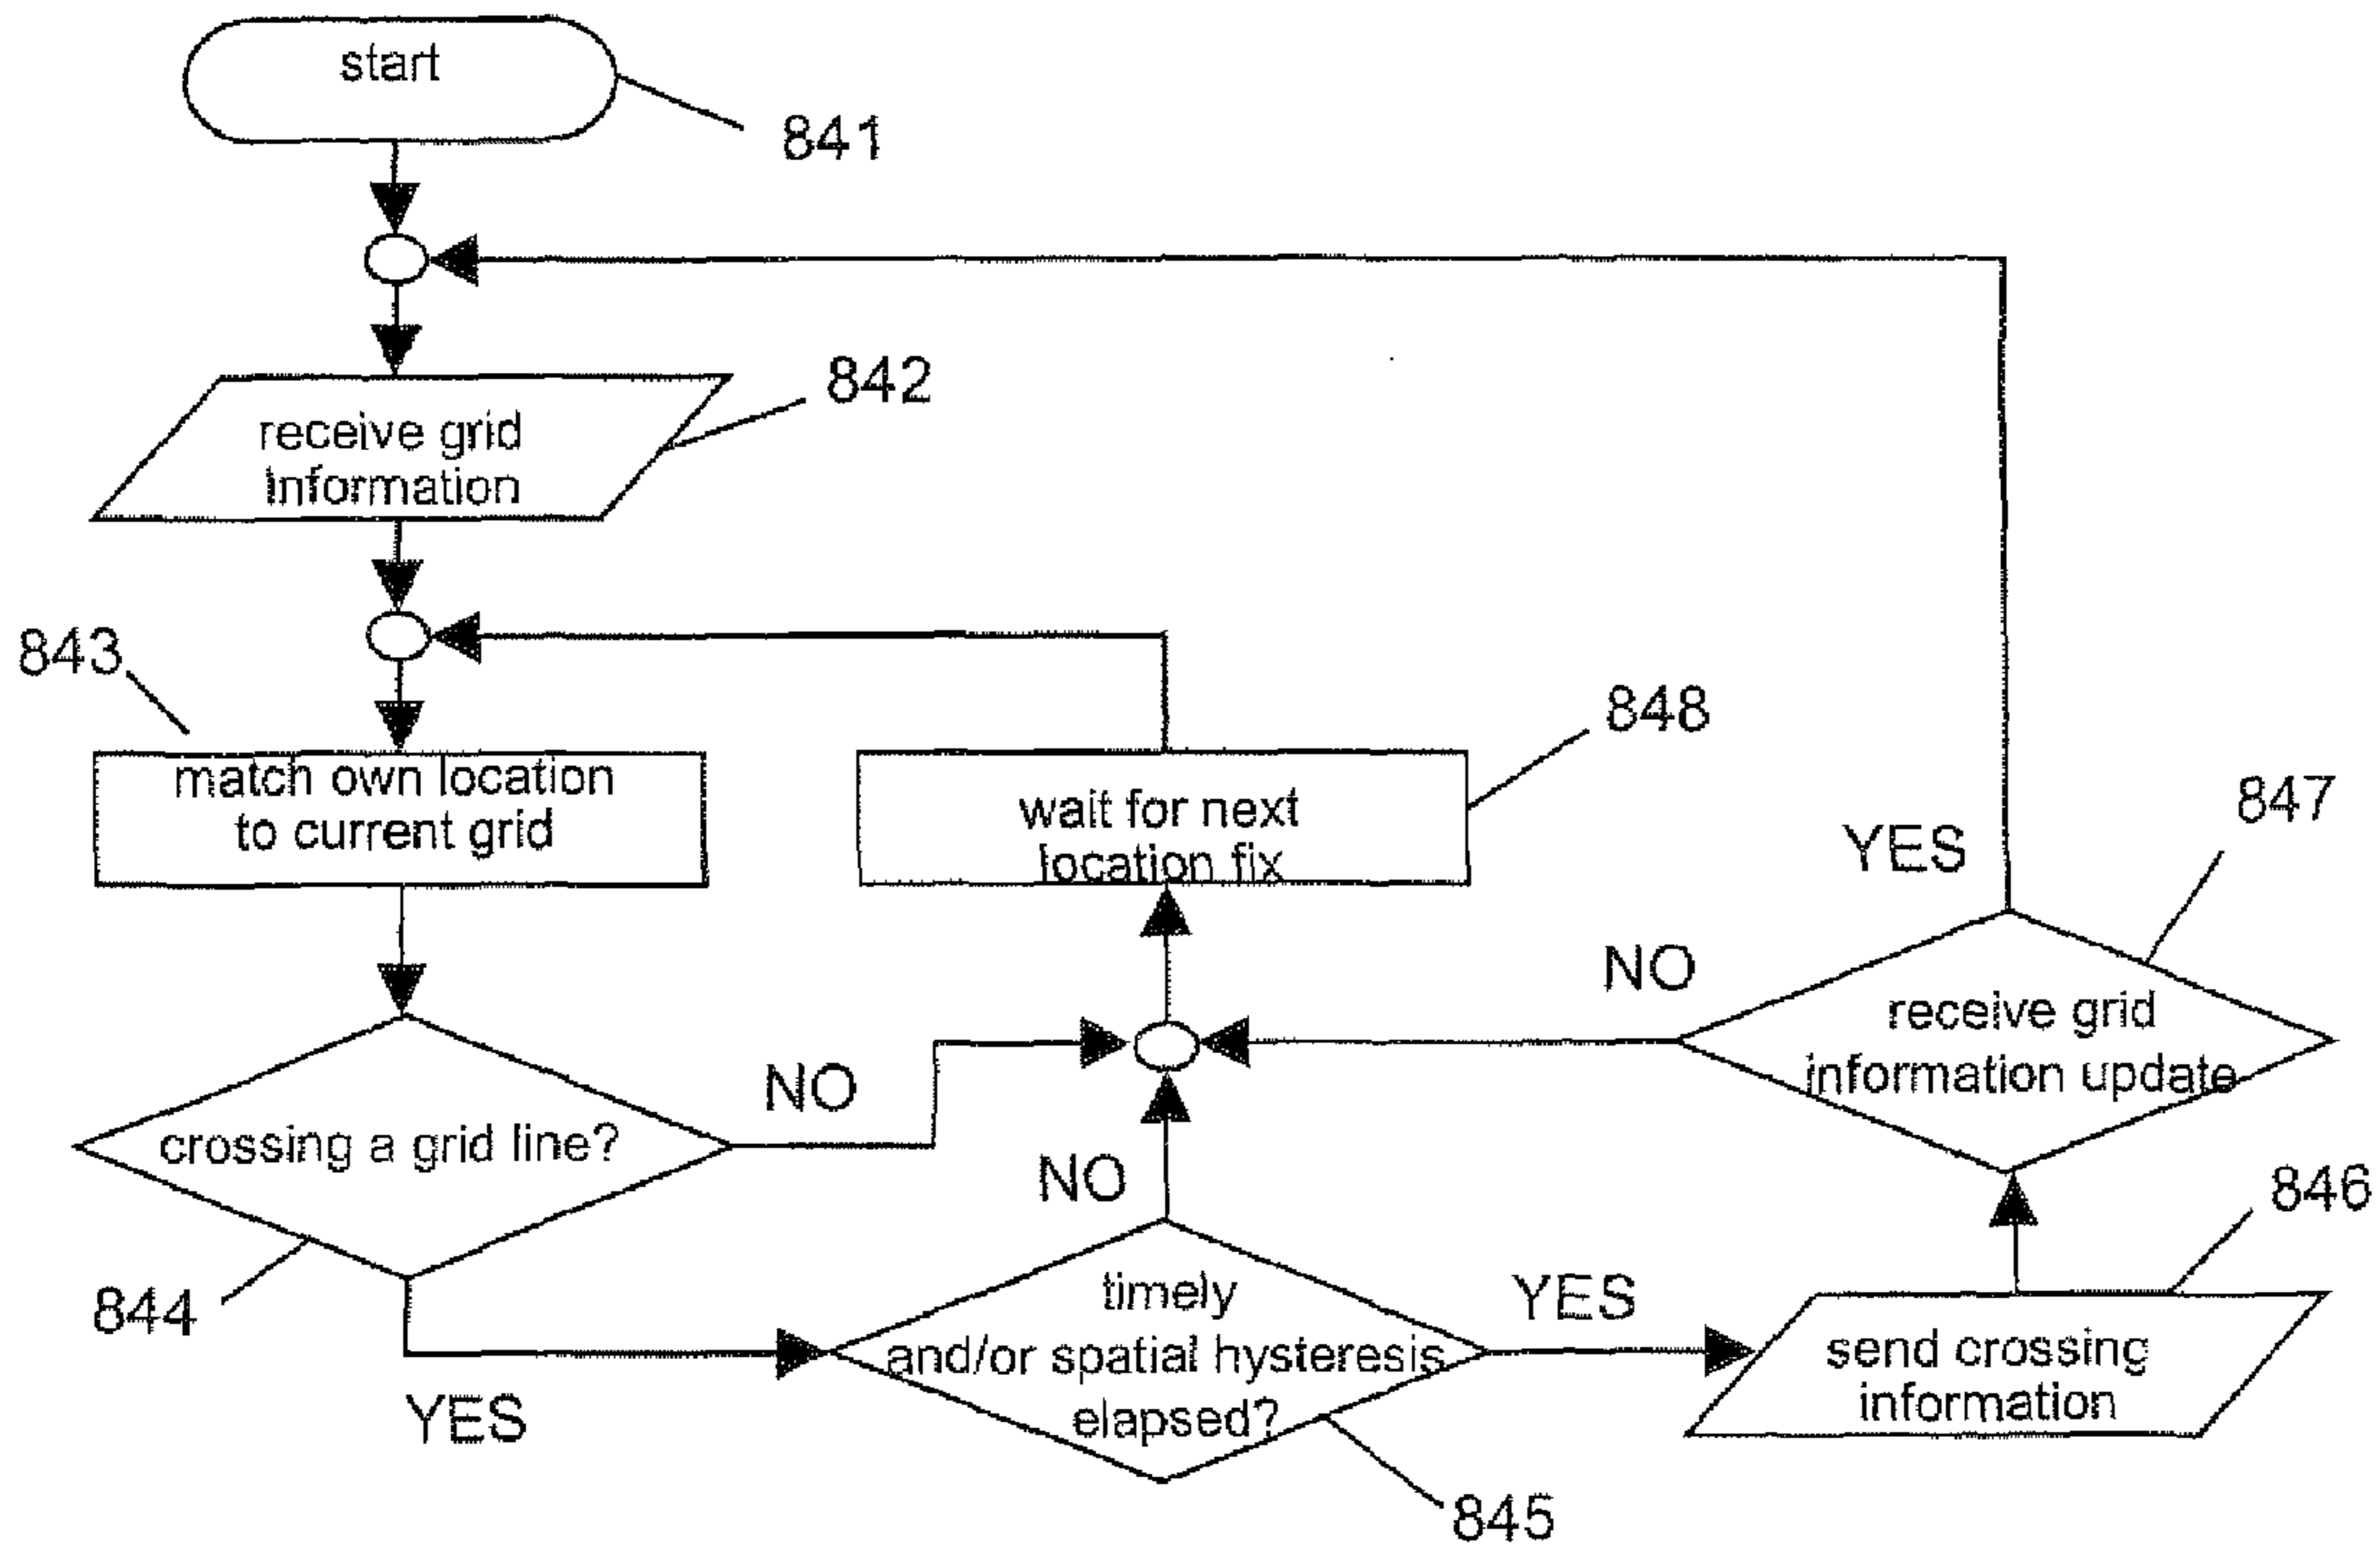 start
841
receive grid
Information
842
843
match own location
to current grid
wait for next
location fix
848
847
YES
NO
receive grid
information update
crossing a grid line?
NO
NO
844
YES
timely
and/or spatial hysteresis
elapsed?
YES
845
846
send crossing
information